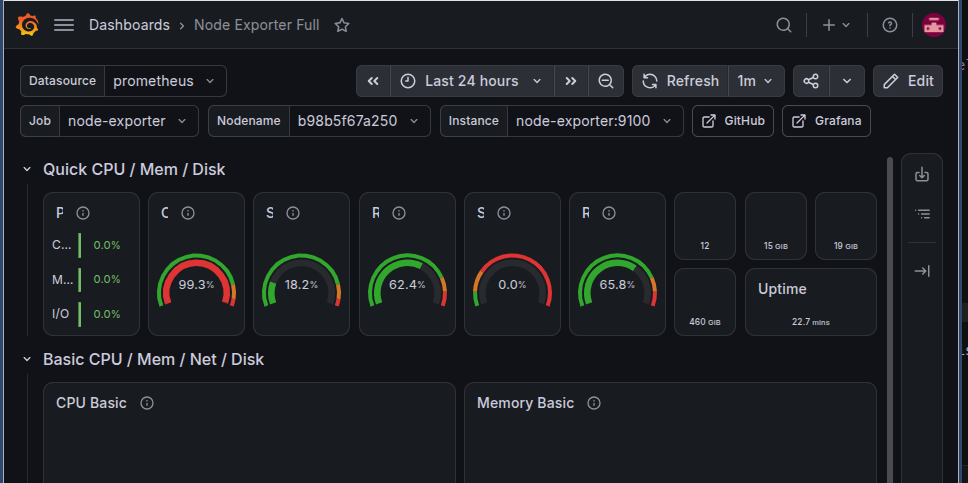 Dashboards › Node Exporter Full
Datasource prometheus Last 24 hours Refresh 1m Edit
Job node-exporter Nodename b98b5f67a250 Instance node-exporter:9100 GitHub Grafana
Quick CPU / Mem / Disk
P C S R S R
C... 0.0%
M... 0.0%
I/O 0.0%
99.3% 18.2% 62.4% 0.0% 65.8%
12 15 GiB 19 GiB
460 GiB
Uptime
22.7 mins
Basic CPU / Mem / Net / Disk
CPU Basic Memory Basic